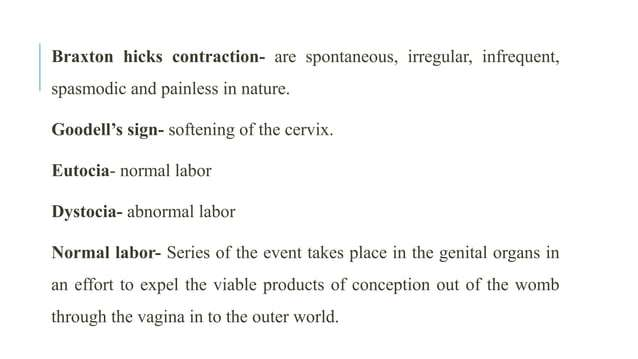 Braxton hicks contraction- are spontaneous, irregular, infrequent,
spasmodic and painless in nature.
Goodell’s sign- softening of the cervix.
Eutocia- normal labor
Dystocia- abnormal labor
Normal labor- Series of the event takes place in the genital organs in
an effort to expel the viable products of conception out of the womb
through the vagina in to the outer world.